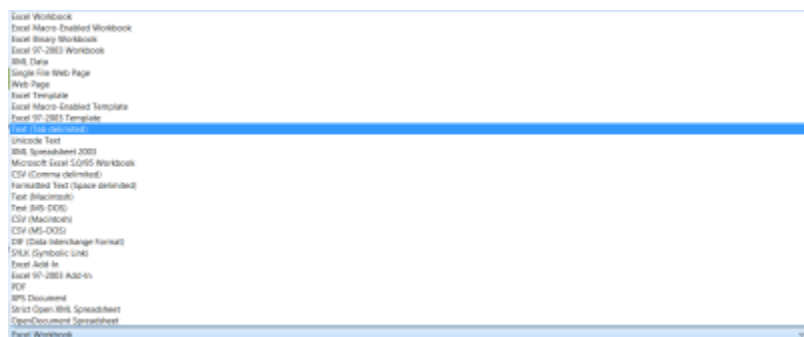 Excel Workbook
Excel Macro-Enabled Workbook
Excel Binary Workbook
Excel 97-2003 Workbook
XML Data
Single File Web Page
Web Page
Excel Template
Excel Macro-Enabled Template
Excel 97-2003 Template
Text (Tab delimited)
Unicode Text
XML Spreadsheet 2003
Microsoft Excel 5.0/95 Workbook
CSV (Comma delimited)
Formatted Text (Space delimited)
Text (Macintosh)
Text (MS-DOS)
CSV (Macintosh)
CSV (MS-DOS)
DIF (Data Interchange Format)
SYLK (Symbolic Link)
Excel Add-In
Excel 97-2003 Add-In
PDF
XPS Document
Strict Open XML Spreadsheet
OpenDocument Spreadsheet
Excel Workbook